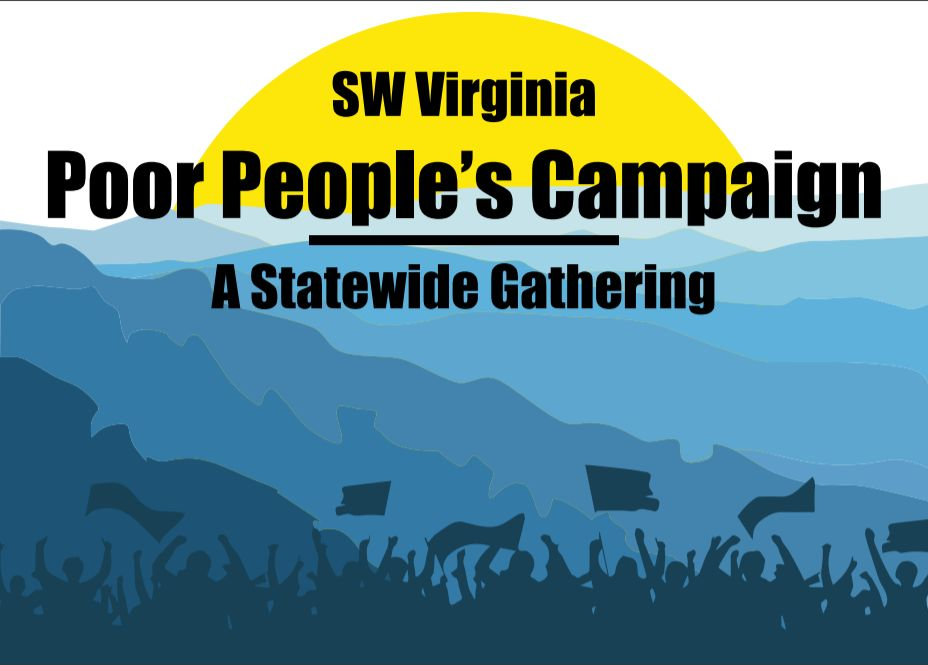 SW Virginia
Poor People’s Campaign
A Statewide Gathering